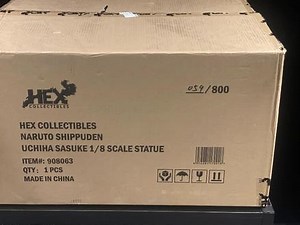 HEX
COLLECTIBLES
059/800
HEX COLLECTIBLES
NARUTO SHIPPUDEN
UCHIHA SASUKE 1/8 SCALE STATUE
ITEM#: 908063
QTY: 1 PCS
MADE IN CHINA